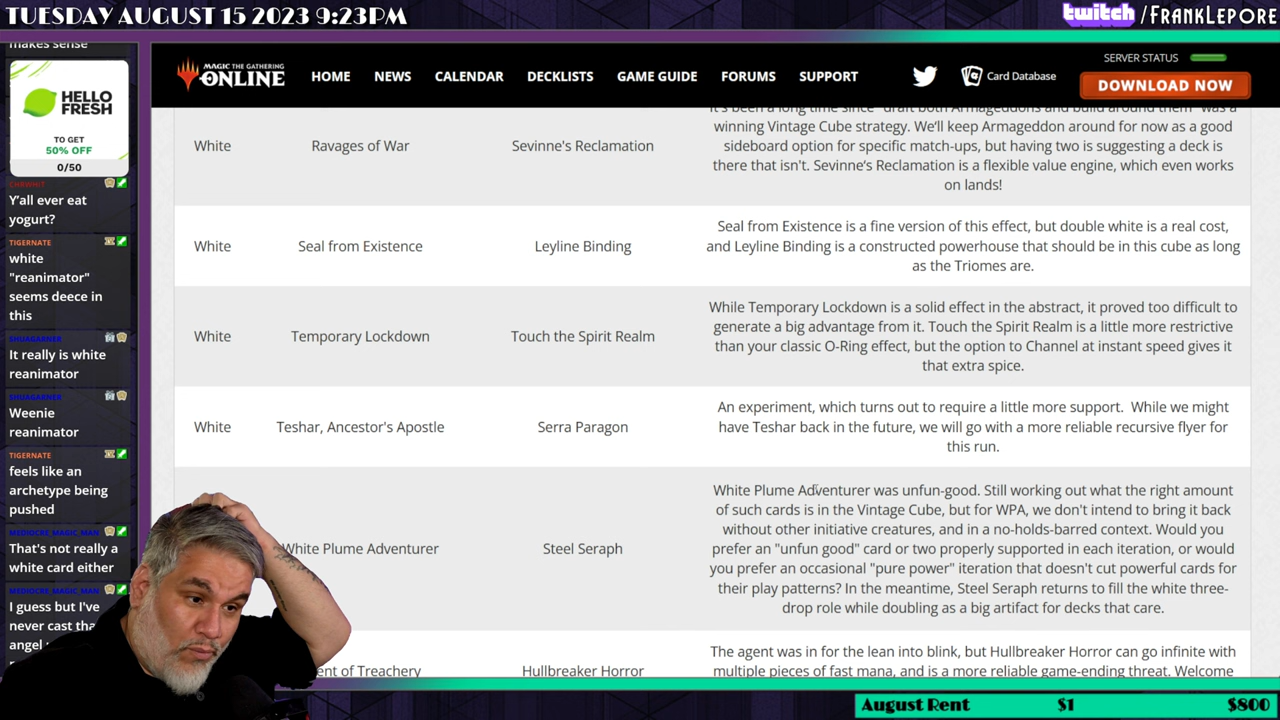 TUESDAY AUGUST 15 2023 9:23PM
twitch /FRANKLEPORE
makes sense
HELLO
FRESH
TO GET
50% OFF
0/50
CHEWHIT
Y'all ever eat
yogurt?
TIGERNATE
white
"reanimator"
seems deece in
this
SHUAGARNER
It really is white
reanimator
SHUAGARNER
Weenie
reanimator
TIGERNATE
feels like an
archetype being
pushed
MEDIOCRE_MAGIC_MAN
That's not really a
white card either
MEDIOCRE_MAGIC_MAN
I guess but I've
never cast tha
angel
MAGIC THE GATHERING
ONLINE
HOME NEWS CALENDAR DECKLISTS GAME GUIDE FORUMS SUPPORT
Card Database
SERVER STATUS
DOWNLOAD NOW
It's been a long time since "draft both Armageddons and build around them" was a
winning Vintage Cube strategy. We'll keep Armageddon around for now as a good
White Ravages of War Sevinne's Reclamation sideboard option for specific match-ups, but having two is suggesting a deck is
there that isn't. Sevinne's Reclamation is a flexible value engine, which even works
on lands!
Seal from Existence is a fine version of this effect, but double white is a real cost,
White Seal from Existence Leyline Binding and Leyline Binding is a constructed powerhouse that should be in this cube as long
as the Triomes are.
While Temporary Lockdown is a solid effect in the abstract, it proved too difficult to
generate a big advantage from it. Touch the Spirit Realm is a little more restrictive
White Temporary Lockdown Touch the Spirit Realm than your classic O-Ring effect, but the option to Channel at instant speed gives it
that extra spice.
An experiment, which turns out to require a little more support. While we might
White Teshar, Ancestor's Apostle Serra Paragon have Teshar back in the future, we will go with a more reliable recursive flyer for
this run.
White Plume Adventurer was unfun-good. Still working out what the right amount
of such cards is in the Vintage Cube, but for WPA, we don't intend to bring it back
without other initiative creatures, and in a no-holds-barred context. Would you
White Plume Adventurer Steel Seraph prefer an "unfun good" card or two properly supported in each iteration, or would
you prefer an occasional "pure power" iteration that doesn't cut powerful cards for
their play patterns? In the meantime, Steel Seraph returns to fill the white three-
drop role while doubling as a big artifact for decks that care.
The agent was in for the lean into blink, but Hullbreaker Horror can go infinite with
ent of Treachery Hullbreaker Horror multiple pieces of fast mana, and is a more reliable game-ending threat. Welcome
August Rent $1 $800